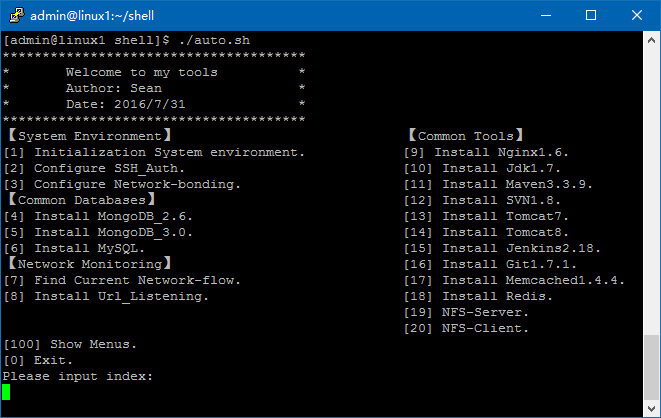 admin@linux1:~/shell
[admin@linux1 shell]$ ./auto.sh
**************************************
* Welcome to my tools *
* Author: Sean *
* Date: 2016/7/31 *
**************************************
【System Environment】 【Common Tools】
[1] Initialization System environment. [9] Install Nginx1.6.
[2] Configure SSH_Auth. [10] Install Jdk1.7.
[3] Configure Network-bonding. [11] Install Maven3.3.9.
【Common Databases】 [12] Install SVN1.8.
[4] Install MongoDB_2.6. [13] Install Tomcat7.
[5] Install MongoDB_3.0. [14] Install Tomcat8.
[6] Install MySQL. [15] Install Jenkins2.18.
【Network Monitoring】 [16] Install Git1.7.1.
[7] Find Current Network-flow. [17] Install Memcached1.4.4.
[8] Install Url_Listening. [18] Install Redis.
[19] NFS-Server.
[20] NFS-Client.
[100] Show Menus.
[0] Exit.
Please input index: